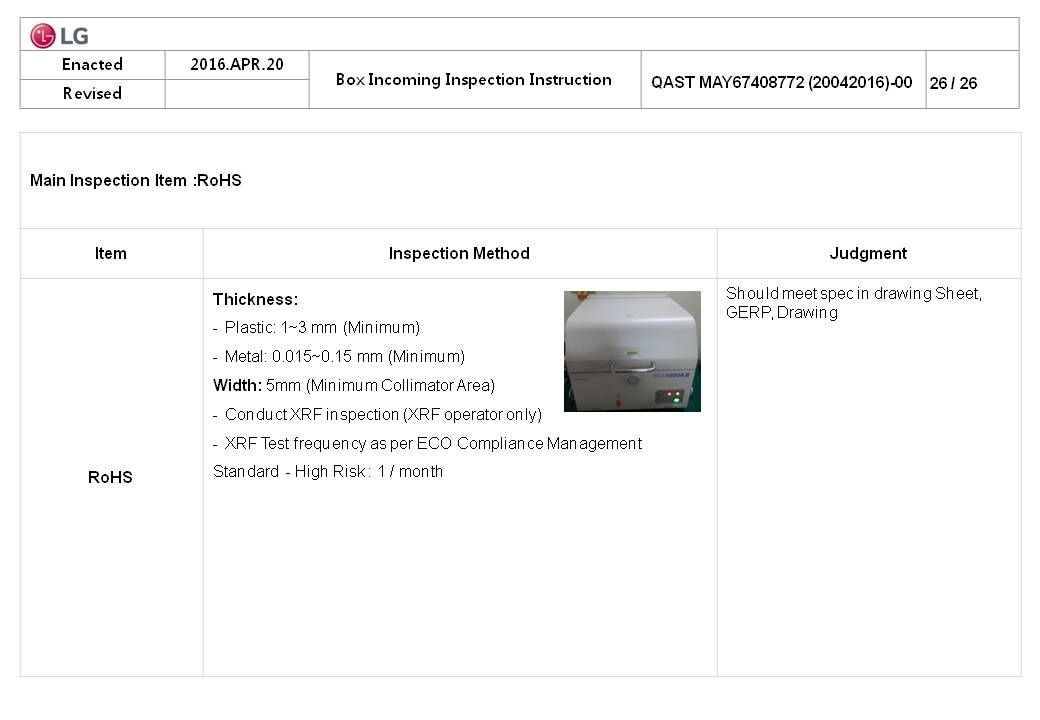 LG
Enacted
2016.APR.20
Box Incoming Inspection Instruction
QAST MAY67408772 (20042016)-00
26 / 26
Revised
Main Inspection Item :RoHS
Item
Inspection Method
Judgment
RoHS
Thickness:
- Plastic: 1~3 mm (Minimum)
- Metal: 0.015~0.15 mm (Minimum)
Width: 5mm (Minimum Collimator Area)
- Conduct XRF inspection (XRF operator only)
- XRF Test frequency as per ECO Compliance Management
Standard - High Risk: 1 / month
Should meet spec in drawing Sheet,
GERP, Drawing